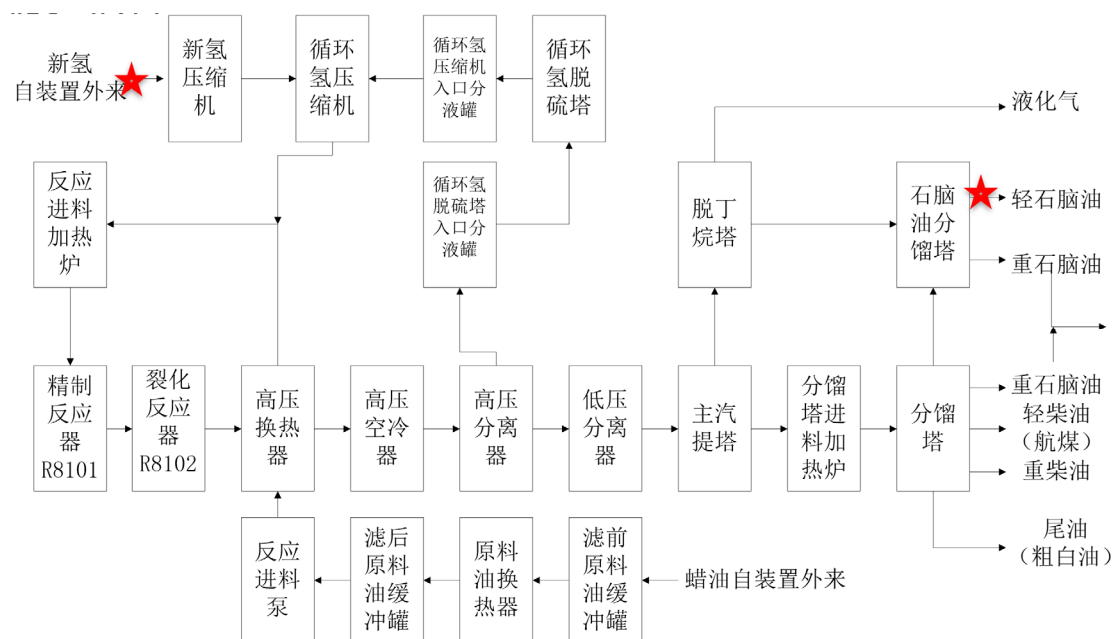 新氢
自装置外来
新氢
压缩
机
循环
氢压
缩机
循环氢
压缩机
入口分
液罐
循环
氢脱
硫塔
液化气
反应
进料
加热
炉
循环氢
脱硫塔
入口分
液罐
脱丁
烷塔
石脑
油分
馏塔
轻石脑油
重石脑油
精制
反应
器
R8101
裂化
反应
器
R8102
高压
换热
器
高压
空冷
器
高压
分离
器
低压
分离
器
主汽
提塔
分馏
塔进
料加
热炉
分馏
塔
重石脑油
轻柴油
（航煤）
重柴油
反应
进料
泵
滤后
原料
油缓
冲罐
原料
油换
热器
滤前
原料
油缓
冲罐
蜡油自装置外来
尾油
（粗白油）